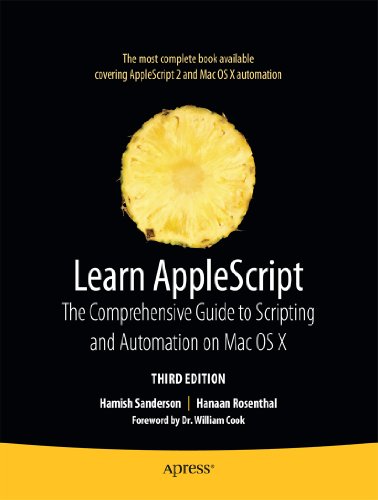 The most complete book available
covering AppleScript 2 and Mac OS X automation
Learn AppleScript
The Comprehensive Guide to Scripting
and Automation on Mac OS X
THIRD EDITION
Hamish Sanderson | Hanaan Rosenthal
Foreword by Dr. William Cook
Apress®